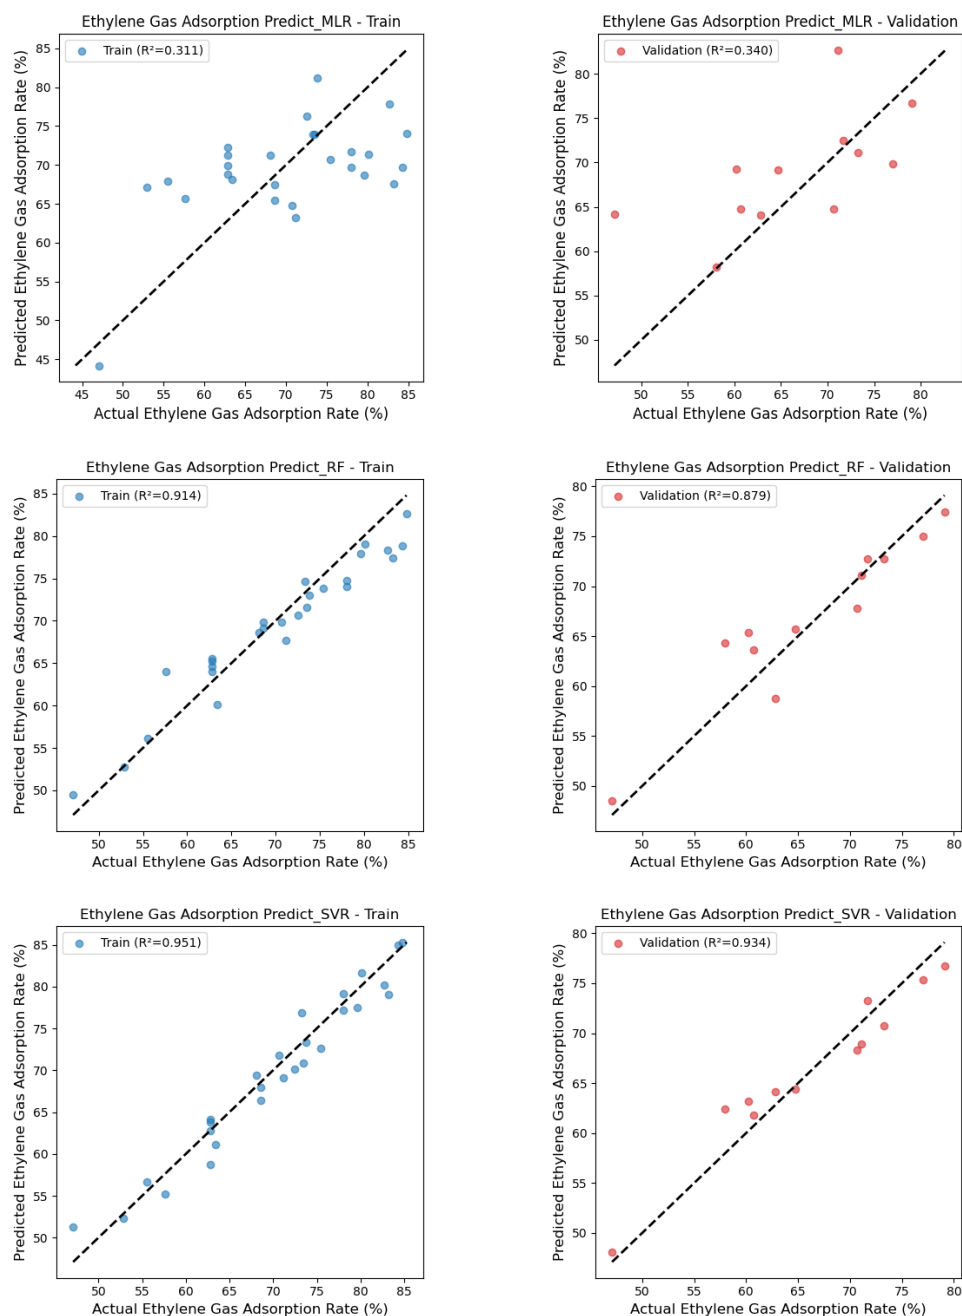 Ethylene Gas Adsorption Predict_MLR - Train
Train (R²=0.311)
Predicted Ethylene Gas Adsorption Rate (%)
85
80
75
70
65
60
55
50
45
45 50 55 60 65 70 75 80 85
Actual Ethylene Gas Adsorption Rate (%)
Ethylene Gas Adsorption Predict_MLR - Validation
Validation (R²=0.340)
Predicted Ethylene Gas Adsorption Rate (%)
80
75
70
65
60
55
50
50 55 60 65 70 75 80
Actual Ethylene Gas Adsorption Rate (%)
Ethylene Gas Adsorption Predict_RF - Train
Train (R²=0.914)
Predicted Ethylene Gas Adsorption Rate (%)
85
80
75
70
65
60
55
50
50 55 60 65 70 75 80 85
Actual Ethylene Gas Adsorption Rate (%)
Ethylene Gas Adsorption Predict_RF - Validation
Validation (R²=0.879)
Predicted Ethylene Gas Adsorption Rate (%)
80
75
70
65
60
55
50
50 55 60 65 70 75 80
Actual Ethylene Gas Adsorption Rate (%)
Ethylene Gas Adsorption Predict_SVR - Train
Train (R²=0.951)
Predicted Ethylene Gas Adsorption Rate (%)
85
80
75
70
65
60
55
50
50 55 60 65 70 75 80 85
Actual Ethylene Gas Adsorption Rate (%)
Ethylene Gas Adsorption Predict_SVR - Validation
Validation (R²=0.934)
Predicted Ethylene Gas Adsorption Rate (%)
80
75
70
65
60
55
50
50 55 60 65 70 75 80
Actual Ethylene Gas Adsorption Rate (%)